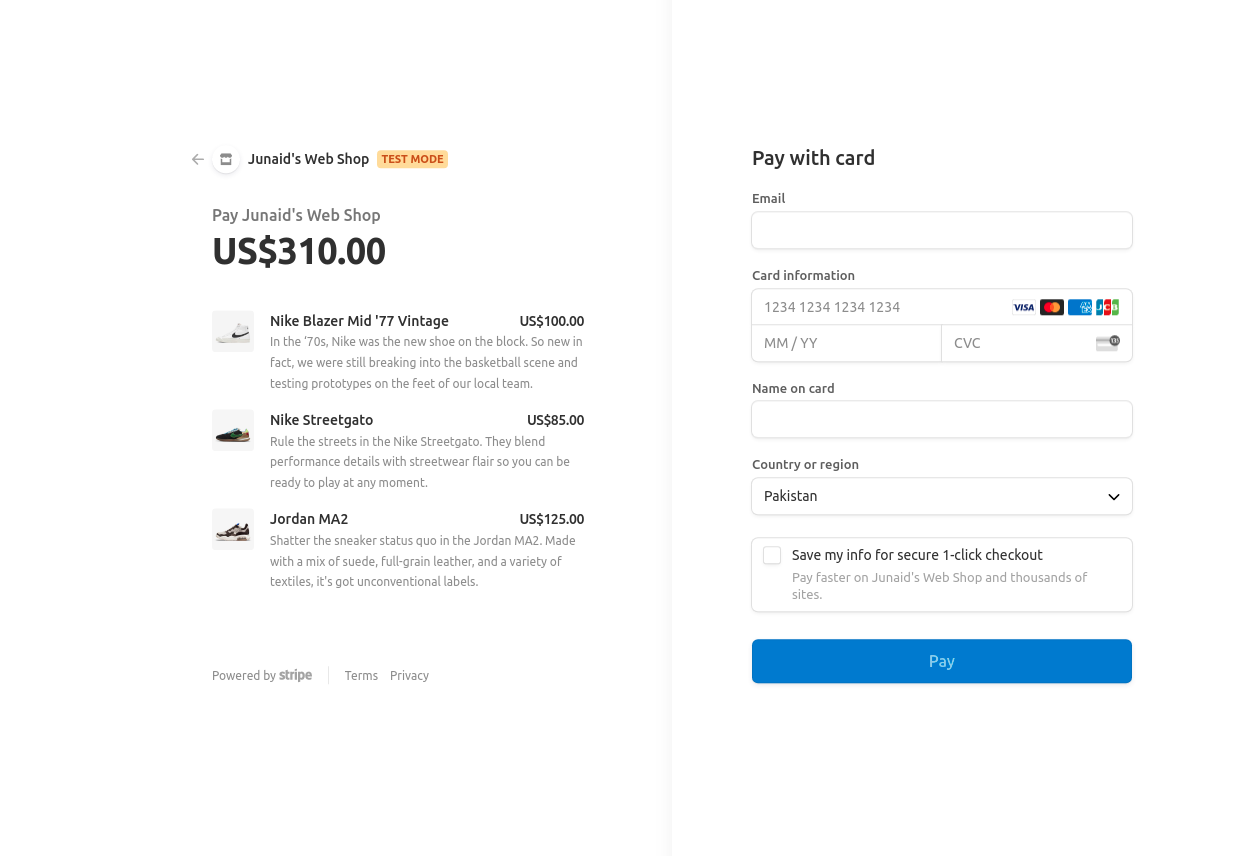 Junaid's Web Shop TEST MODE
Pay Junaid's Web Shop
US$310.00
Nike Blazer Mid '77 Vintage US$100.00
In the ‘70s, Nike was the new shoe on the block. So new in
fact, we were still breaking into the basketball scene and
testing prototypes on the feet of our local team.
Nike Streetgato US$85.00
Rule the streets in the Nike Streetgato. They blend
performance details with streetwear flair so you can be
ready to play at any moment.
Jordan MA2 US$125.00
Shatter the sneaker status quo in the Jordan MA2. Made
with a mix of suede, full-grain leather, and a variety of
textiles, it's got unconventional labels.
Powered by stripe Terms Privacy
Pay with card
Email
Card information
1234 1234 1234 1234 VISA AMEX JCB
MM / YY CVC 135
Name on card
Country or region
Pakistan
Save my info for secure 1-click checkout
Pay faster on Junaid's Web Shop and thousands of
sites.
Pay